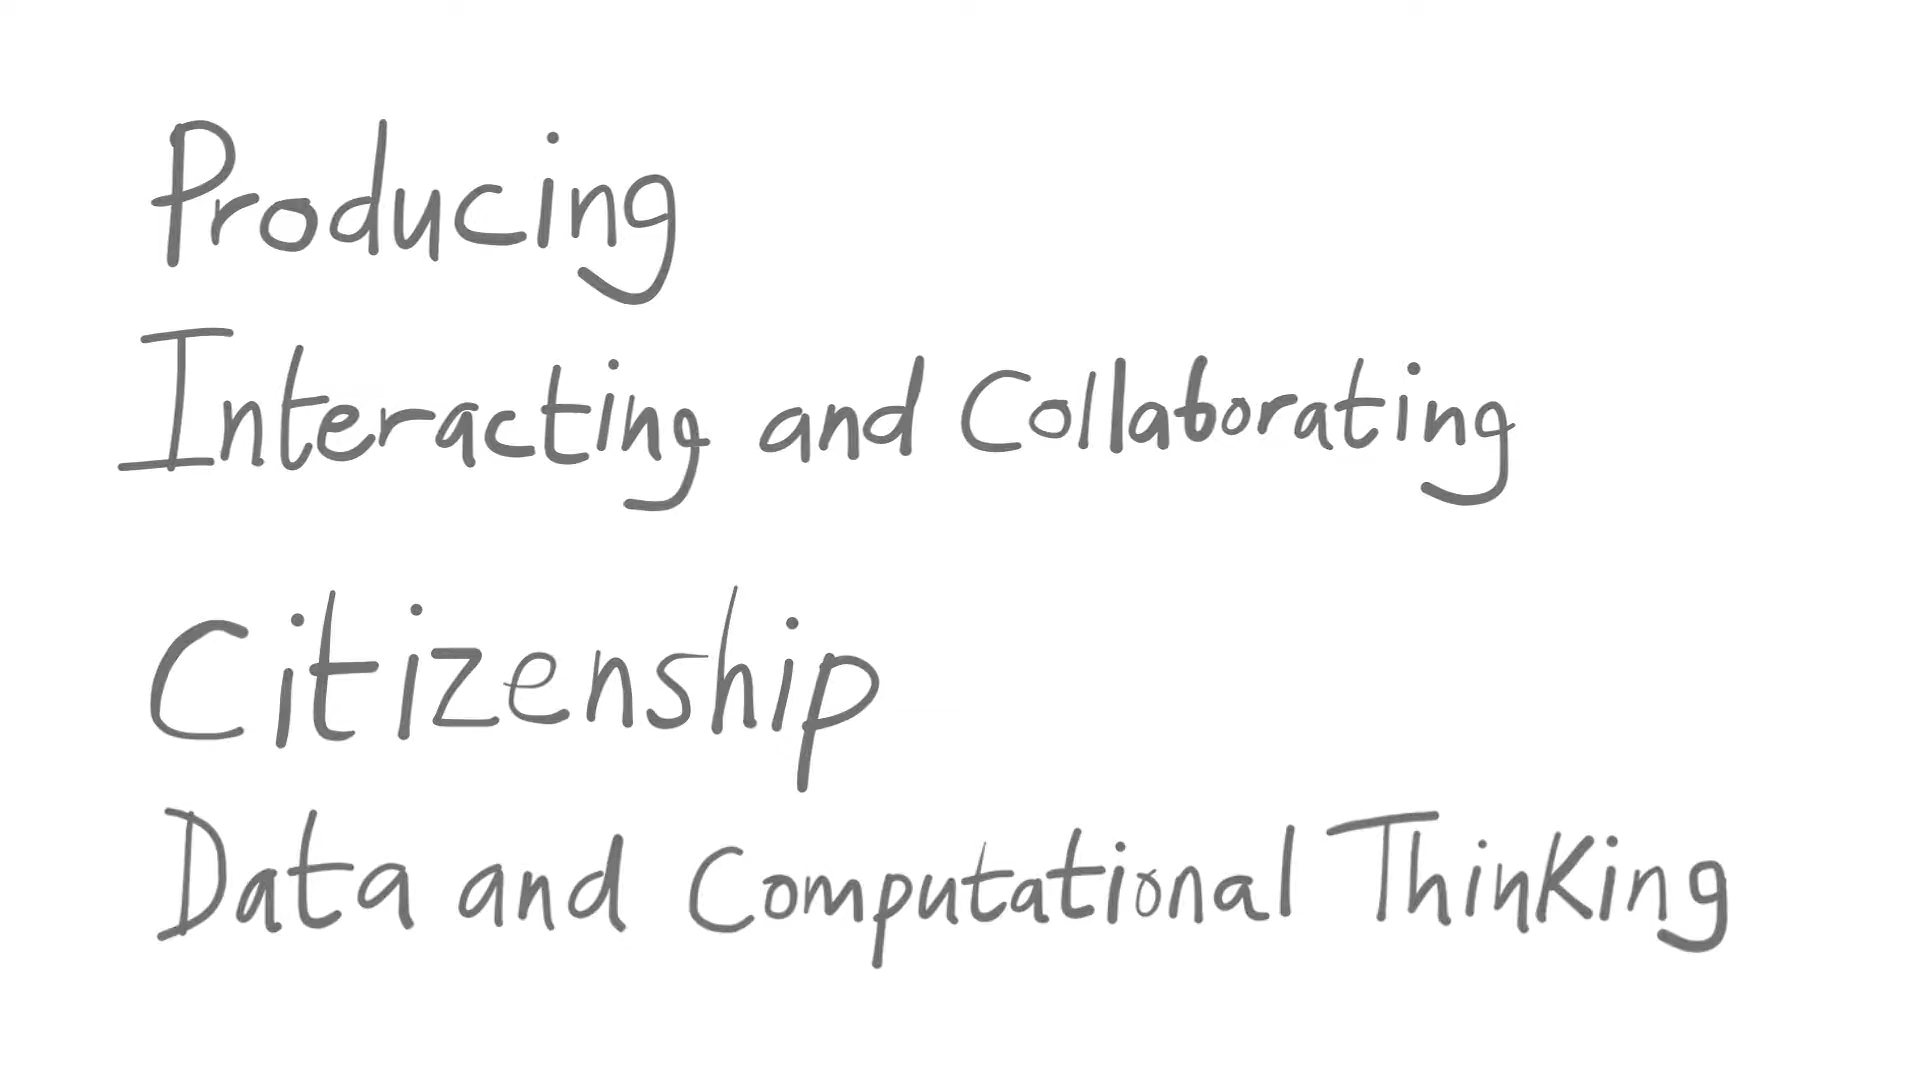 Producing
Interacting and Collaborating
Citizenship
Data and Computational Thinking